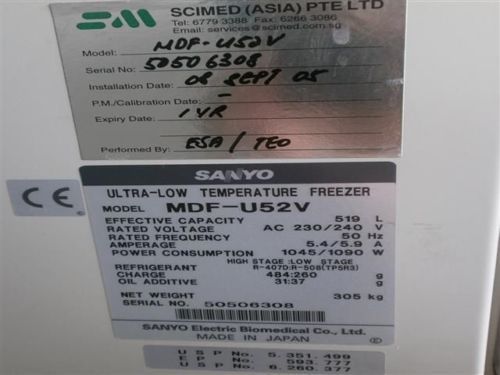 SM SCIMED (ASIA) PTE LTD
Tel: 6779 3388 Fax: 6266 3086
Email: services@scimed.com.sg
Model: MDF-U52V
Serial No: 50506308
Installation Date: 08 SEPT 05
P.M./Calibration Date: -
Expiry Date: 1 YR
Performed By: ESA / TEO
CE
SANYO
ULTRA-LOW TEMPERATURE FREEZER
MODEL MDF-U52V
EFFECTIVE CAPACITY 519 L
RATED VOLTAGE AC 230/240 V
RATED FREQUENCY 50 Hz
AMPERAGE 5.4/5.9 A
POWER CONSUMPTION 1045/1090 W
HIGH STAGE :LOW STAGE
REFRIGERANT R-407D:R-508(TP5R3)
CHARGE 484:260 g
OIL ADDITIVE 31:37 g
NET WEIGHT 305 kg
SERIAL NO. 50506308
SANYO Electric Biomedical Co., Ltd.
MADE IN JAPAN
USP No. 5.351.499
EP No. 593.777
USP No. 6.260.377